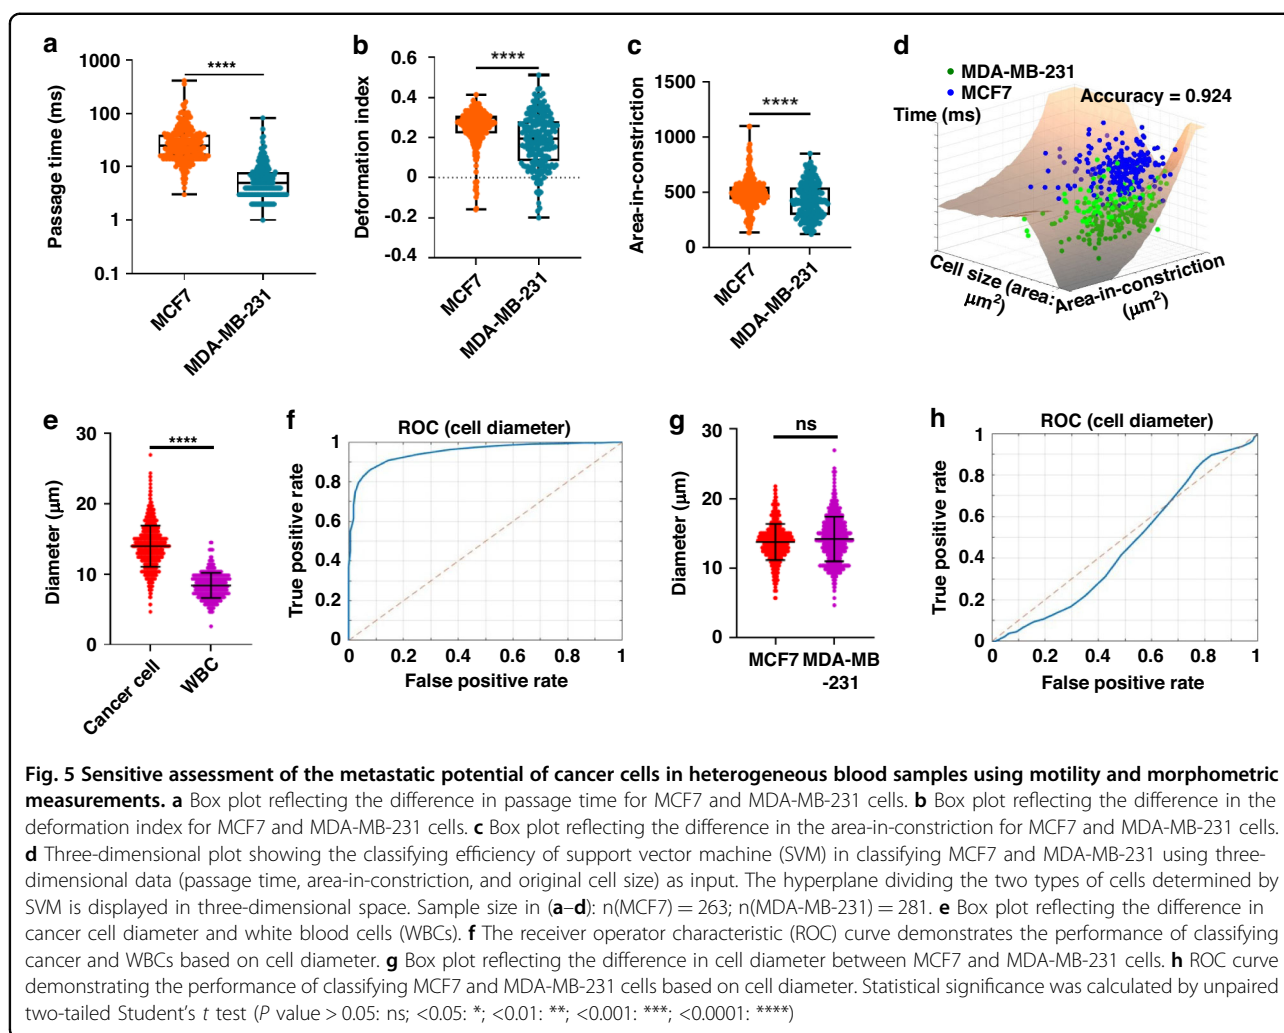 a
1000
100
10
1
0.1
Passage time (ms)
****
MCF7
MDA-MB-231
b
0.6
0.4
0.2
0
-0.2
-0.4
Deformation index
****
MCF7
MDA-MB-231
c
1500
1000
500
0
Area-in-constriction
****
MCF7
MDA-MB-231
d
MDA-MB-231
MCF7
Accuracy = 0.924
Time (ms)
Cell size (area:
μm²)
Area-in-constriction
(μm²)
e
30
20
10
0
Diameter (μm)
****
Cancer cell
WBC
f
ROC (cell diameter)
1
0.8
0.6
0.4
0.2
0
True positive rate
0 0.2 0.4 0.6 0.8 1
False positive rate
g
30
20
10
0
Diameter (μm)
ns
MCF7 MDA-MB
-231
h
ROC (cell diameter)
1
0.8
0.6
0.4
0.2
0
True positive rate
0 0.2 0.4 0.6 0.8 1
False positive rate
Fig. 5 Sensitive assessment of the metastatic potential of cancer cells in heterogeneous blood samples using motility and morphometric
measurements. a Box plot reflecting the difference in passage time for MCF7 and MDA-MB-231 cells. b Box plot reflecting the difference in the
deformation index for MCF7 and MDA-MB-231 cells. c Box plot reflecting the difference in the area-in-constriction for MCF7 and MDA-MB-231 cells.
d Three-dimensional plot showing the classifying efficiency of support vector machine (SVM) in classifying MCF7 and MDA-MB-231 using three-
dimensional data (passage time, area-in-constriction, and original cell size) as input. The hyperplane dividing the two types of cells determined by
SVM is displayed in three-dimensional space. Sample size in (a–d): n(MCF7) = 263; n(MDA-MB-231) = 281. e Box plot reflecting the difference in
cancer cell diameter and white blood cells (WBCs). f The receiver operator characteristic (ROC) curve demonstrates the performance of classifying
cancer and WBCs based on cell diameter. g Box plot reflecting the difference in cell diameter between MCF7 and MDA-MB-231 cells. h ROC curve
demonstrating the performance of classifying MCF7 and MDA-MB-231 cells based on cell diameter. Statistical significance was calculated by unpaired
two-tailed Student's t test (P value > 0.05: ns; <0.05: *; <0.01: **; <0.001: ***; <0.0001: ****)